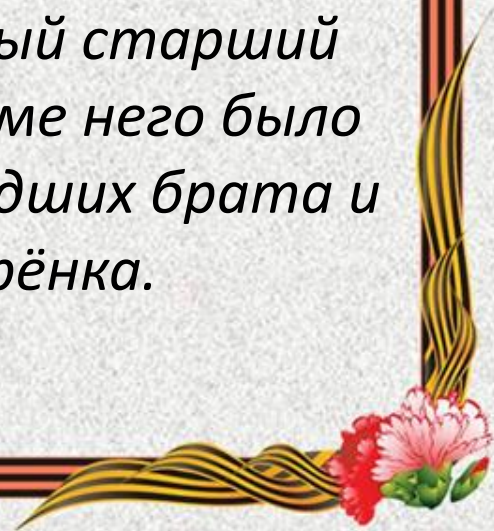 ый старший
ме него было
дших брата и
рёнка.